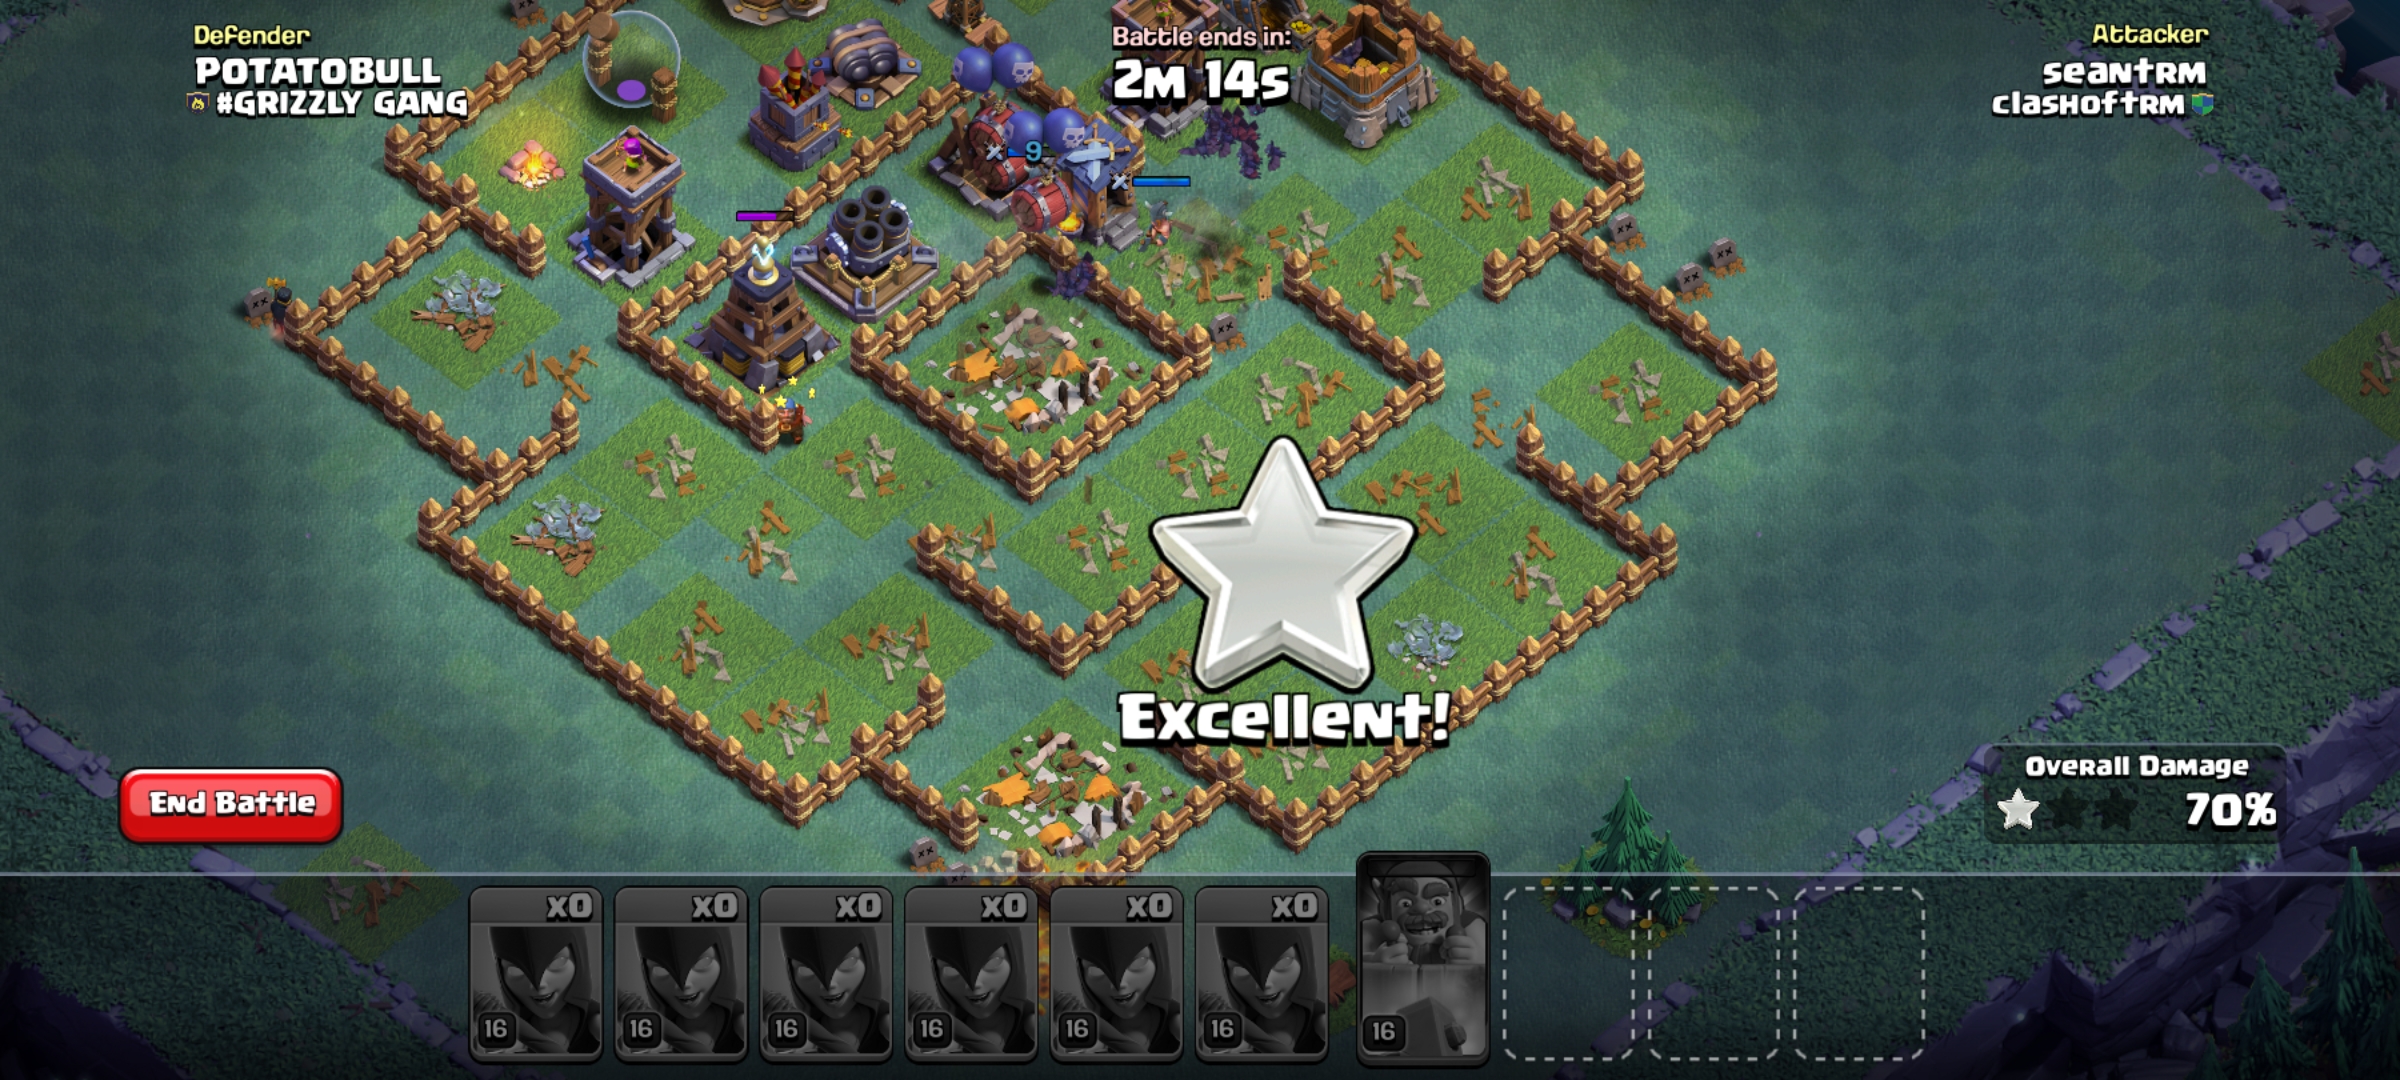 Defender
POTATOBULL
#GRIZZLY GANG
Battle ends in:
2M 14s
Attacker
seantrm
clashoftrm
9
Excellent!
End Battle
Overall Damage
70%
x0
x0
x0
x0
x0
x0
16
16
16
16
16
16
16